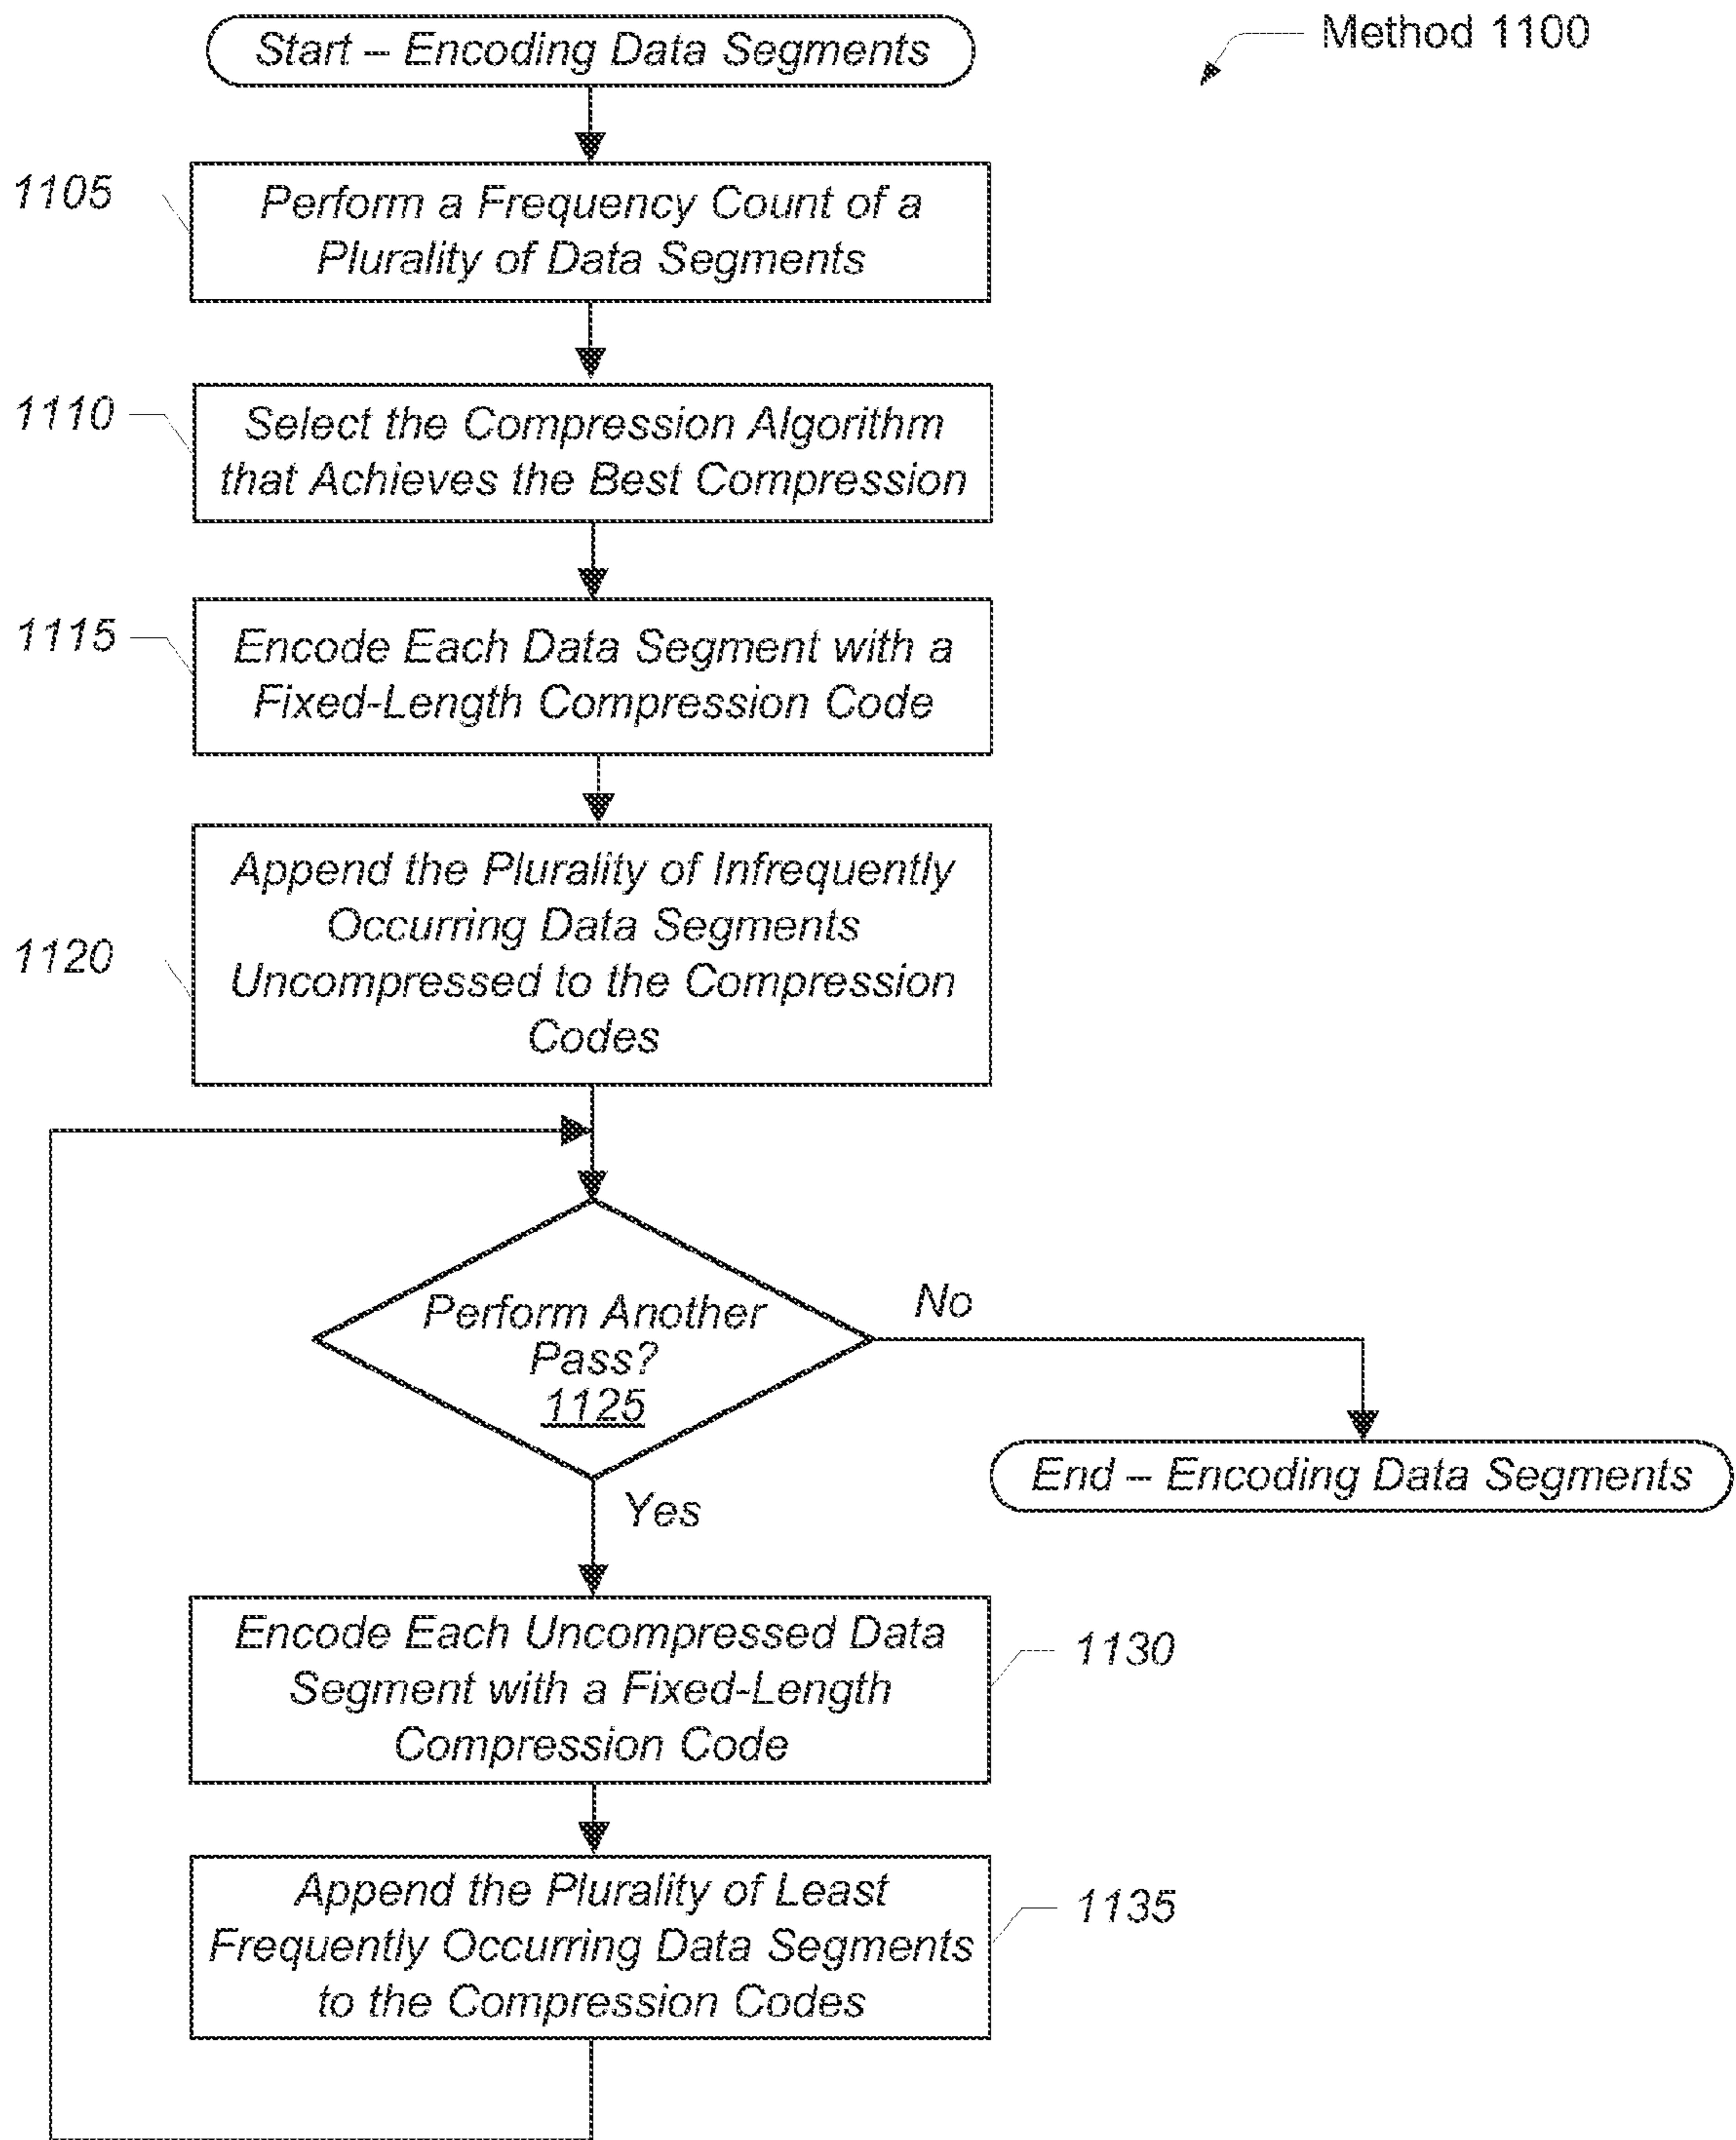 Start – Encoding Data Segments
Method 1100
1105
Perform a Frequency Count of a
Plurality of Data Segments
1110
Select the Compression Algorithm
that Achieves the Best Compression
1115
Encode Each Data Segment with a
Fixed-Length Compression Code
1120
Append the Plurality of Infrequently
Occurring Data Segments
Uncompressed to the Compression
Codes
Perform Another
Pass?
1125
No
End – Encoding Data Segments
Yes
Encode Each Uncompressed Data
Segment with a Fixed-Length
Compression Code
1130
Append the Plurality of Least
Frequently Occurring Data Segments
to the Compression Codes
1135